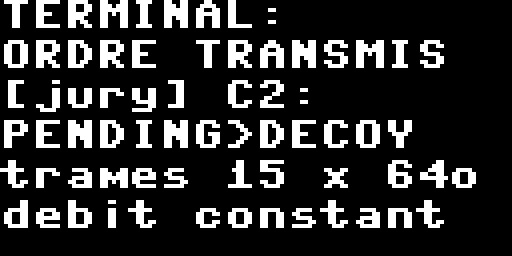 TERMINAL:
ORDRE TRANSMIS
[jury] C2:
PENDING>DECOY
trames 15 x 64o
debit constant